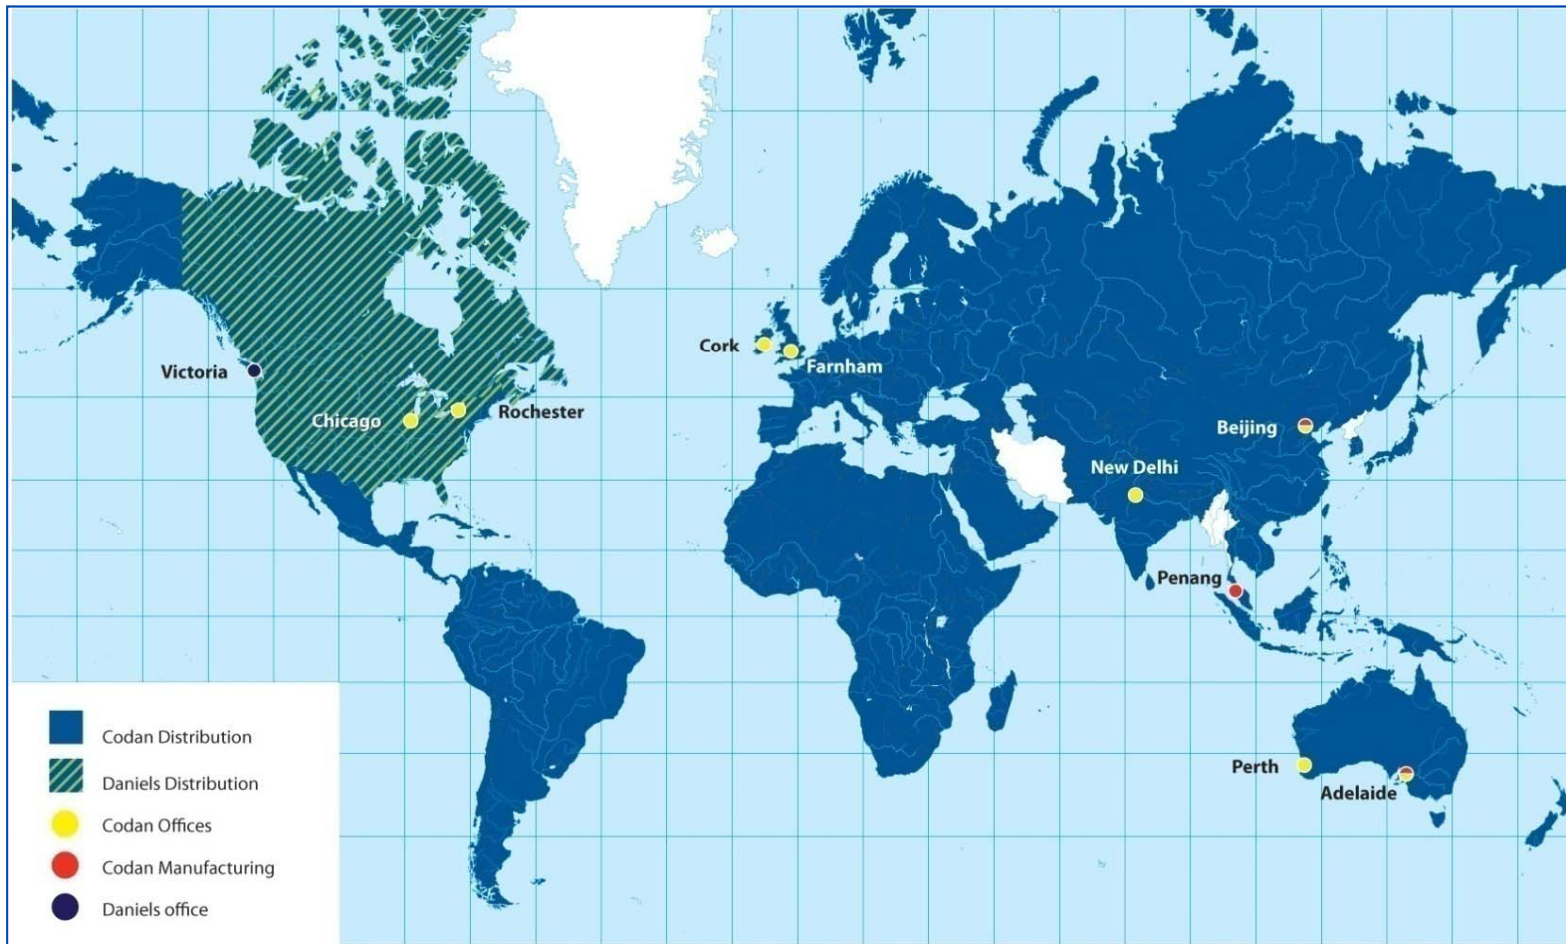 Cork
Farnham
Victoria
Chicago
Rochester
Beijing
New Delhi
Penang
Perth
Adelaide
Codan Distribution
Daniels Distribution
Codan Offices
Codan Manufacturing
Daniels office